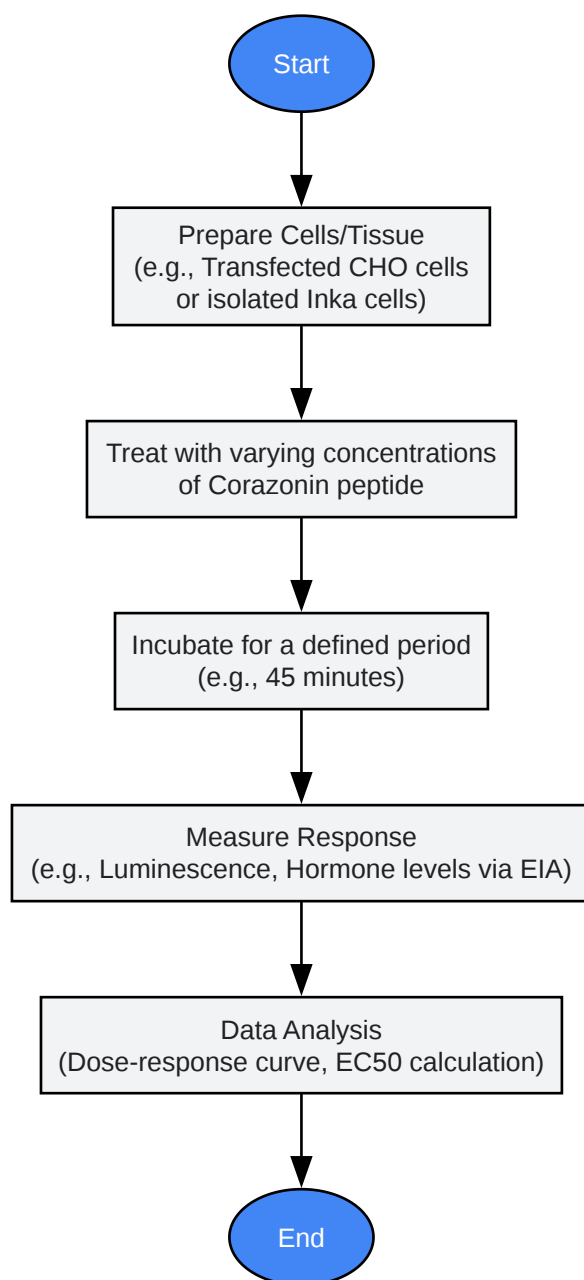 Start
Prepare Cells/Tissue
(e.g., Transfected CHO cells
or isolated Inka cells)
Treat with varying concentrations
of Corazonin peptide
Incubate for a defined period
(e.g., 45 minutes)
Measure Response
(e.g., Luminescence, Hormone levels via EIA)
Data Analysis
(Dose-response curve, EC50 calculation)
End